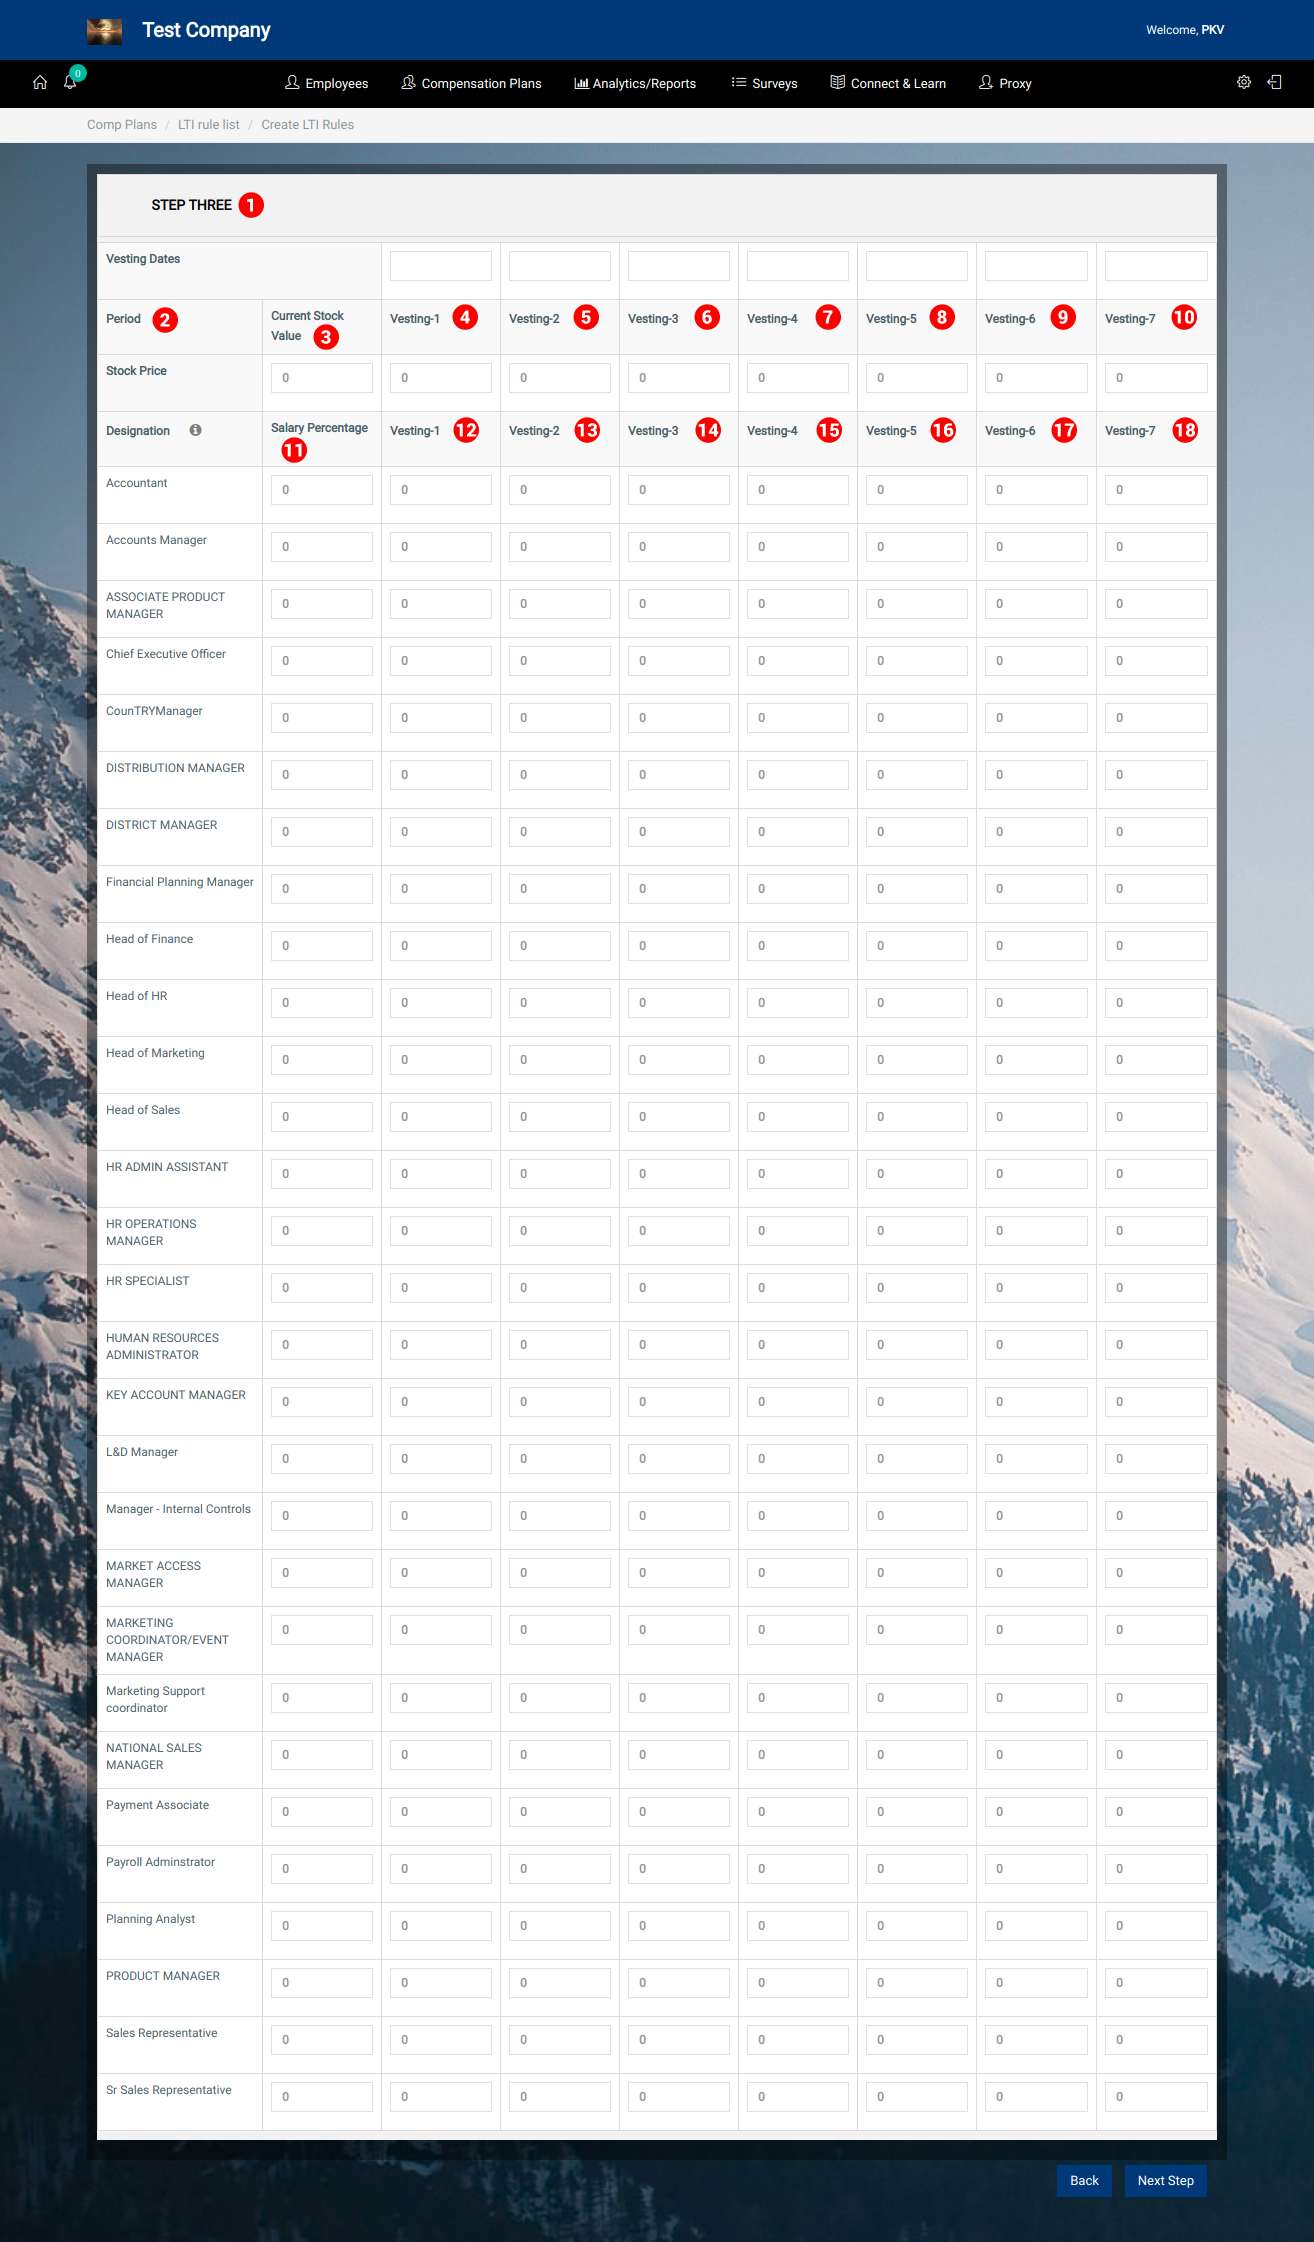 Test Company
Welcome, PKV
0
Employees
Compensation Plans
Analytics/Reports
Surveys
Connect & Learn
Proxy
Comp Plans / LTI rule list / Create LTI Rules
STEP THREE 1
Vesting Dates
Period 2 Current Stock Value 3 Vesting-1 4 Vesting-2 5 Vesting-3 6 Vesting-4 7 Vesting-5 8 Vesting-6 9 Vesting-7 10
Stock Price 0 0 0 0 0 0 0 0
Designation Salary Percentage 11 Vesting-1 12 Vesting-2 13 Vesting-3 14 Vesting-4 15 Vesting-5 16 Vesting-6 17 Vesting-7 18
Accountant 0 0 0 0 0 0 0 0
Accounts Manager 0 0 0 0 0 0 0 0
ASSOCIATE PRODUCT MANAGER 0 0 0 0 0 0 0 0
Chief Executive Officer 0 0 0 0 0 0 0 0
CounTRYManager 0 0 0 0 0 0 0 0
DISTRIBUTION MANAGER 0 0 0 0 0 0 0 0
DISTRICT MANAGER 0 0 0 0 0 0 0 0
Financial Planning Manager 0 0 0 0 0 0 0 0
Head of Finance 0 0 0 0 0 0 0 0
Head of HR 0 0 0 0 0 0 0 0
Head of Marketing 0 0 0 0 0 0 0 0
Head of Sales 0 0 0 0 0 0 0 0
HR ADMIN ASSISTANT 0 0 0 0 0 0 0 0
HR OPERATIONS MANAGER 0 0 0 0 0 0 0 0
HR SPECIALIST 0 0 0 0 0 0 0 0
HUMAN RESOURCES ADMINISTRATOR 0 0 0 0 0 0 0 0
KEY ACCOUNT MANAGER 0 0 0 0 0 0 0 0
L&D Manager 0 0 0 0 0 0 0 0
Manager - Internal Controls 0 0 0 0 0 0 0 0
MARKET ACCESS MANAGER 0 0 0 0 0 0 0 0
MARKETING COORDINATOR/EVENT MANAGER 0 0 0 0 0 0 0 0
Marketing Support coordinator 0 0 0 0 0 0 0 0
NATIONAL SALES MANAGER 0 0 0 0 0 0 0 0
Payment Associate 0 0 0 0 0 0 0 0
Payroll Adminstrator 0 0 0 0 0 0 0 0
Planning Analyst 0 0 0 0 0 0 0 0
PRODUCT MANAGER 0 0 0 0 0 0 0 0
Sales Representative 0 0 0 0 0 0 0 0
Sr Sales Representative 0 0 0 0 0 0 0 0
Back
Next Step